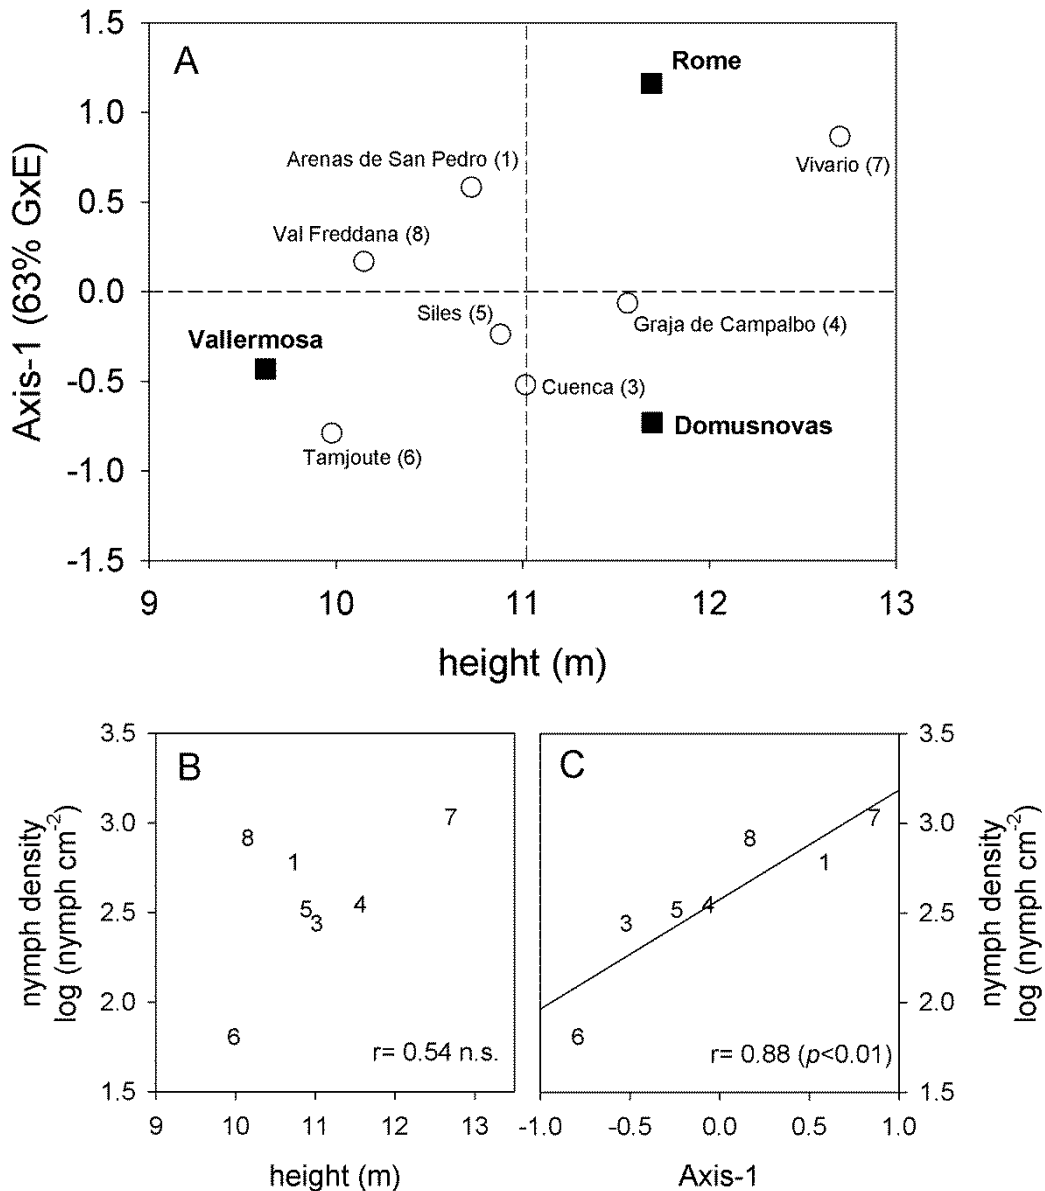 A
1.5
1.0
0.5
0.0
-0.5
-1.0
-1.5
Axis-1 (63% GxE)
Rome
Vivario (7)
Arenas de San Pedro (1)
Val Freddana (8)
Siles (5)
Graja de Campalbo (4)
Vallermosa
Cuenca (3)
Domusnovas
Tamjoute (6)
9 10 11 12 13
height (m)
B
3.5
3.0
2.5
2.0
1.5
nymph density
log (nymph cm-2)
7
8
1
5
4
3
6
r= 0.54 n.s.
9 10 11 12 13
height (m)
C
7
8
1
5
4
3
6
r= 0.88 (p<0.01)
-1.0 -0.5 0.0 0.5 1.0
Axis-1
3.5
3.0
2.5
2.0
1.5
nymph density
log (nymph cm-2)